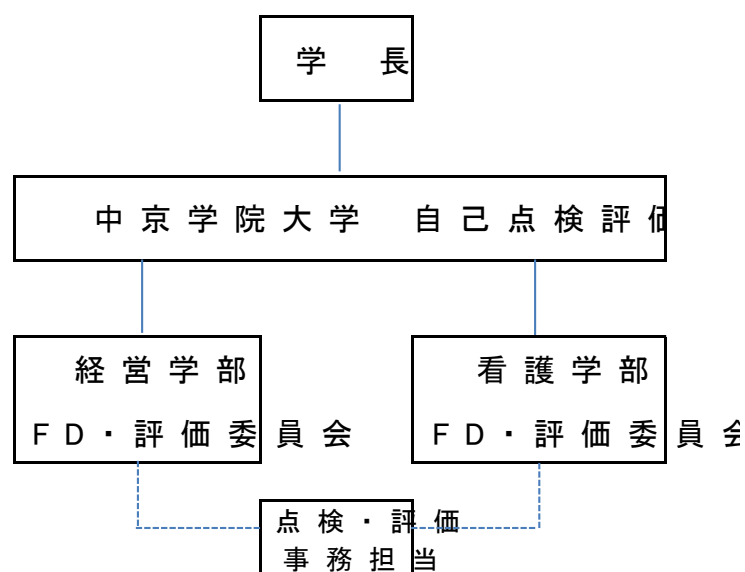 学 長
中京学院大学 自己点検評価
経営学部
看護学部
FD・評価委員会
FD・評価委員会
点検・評価
事務担当